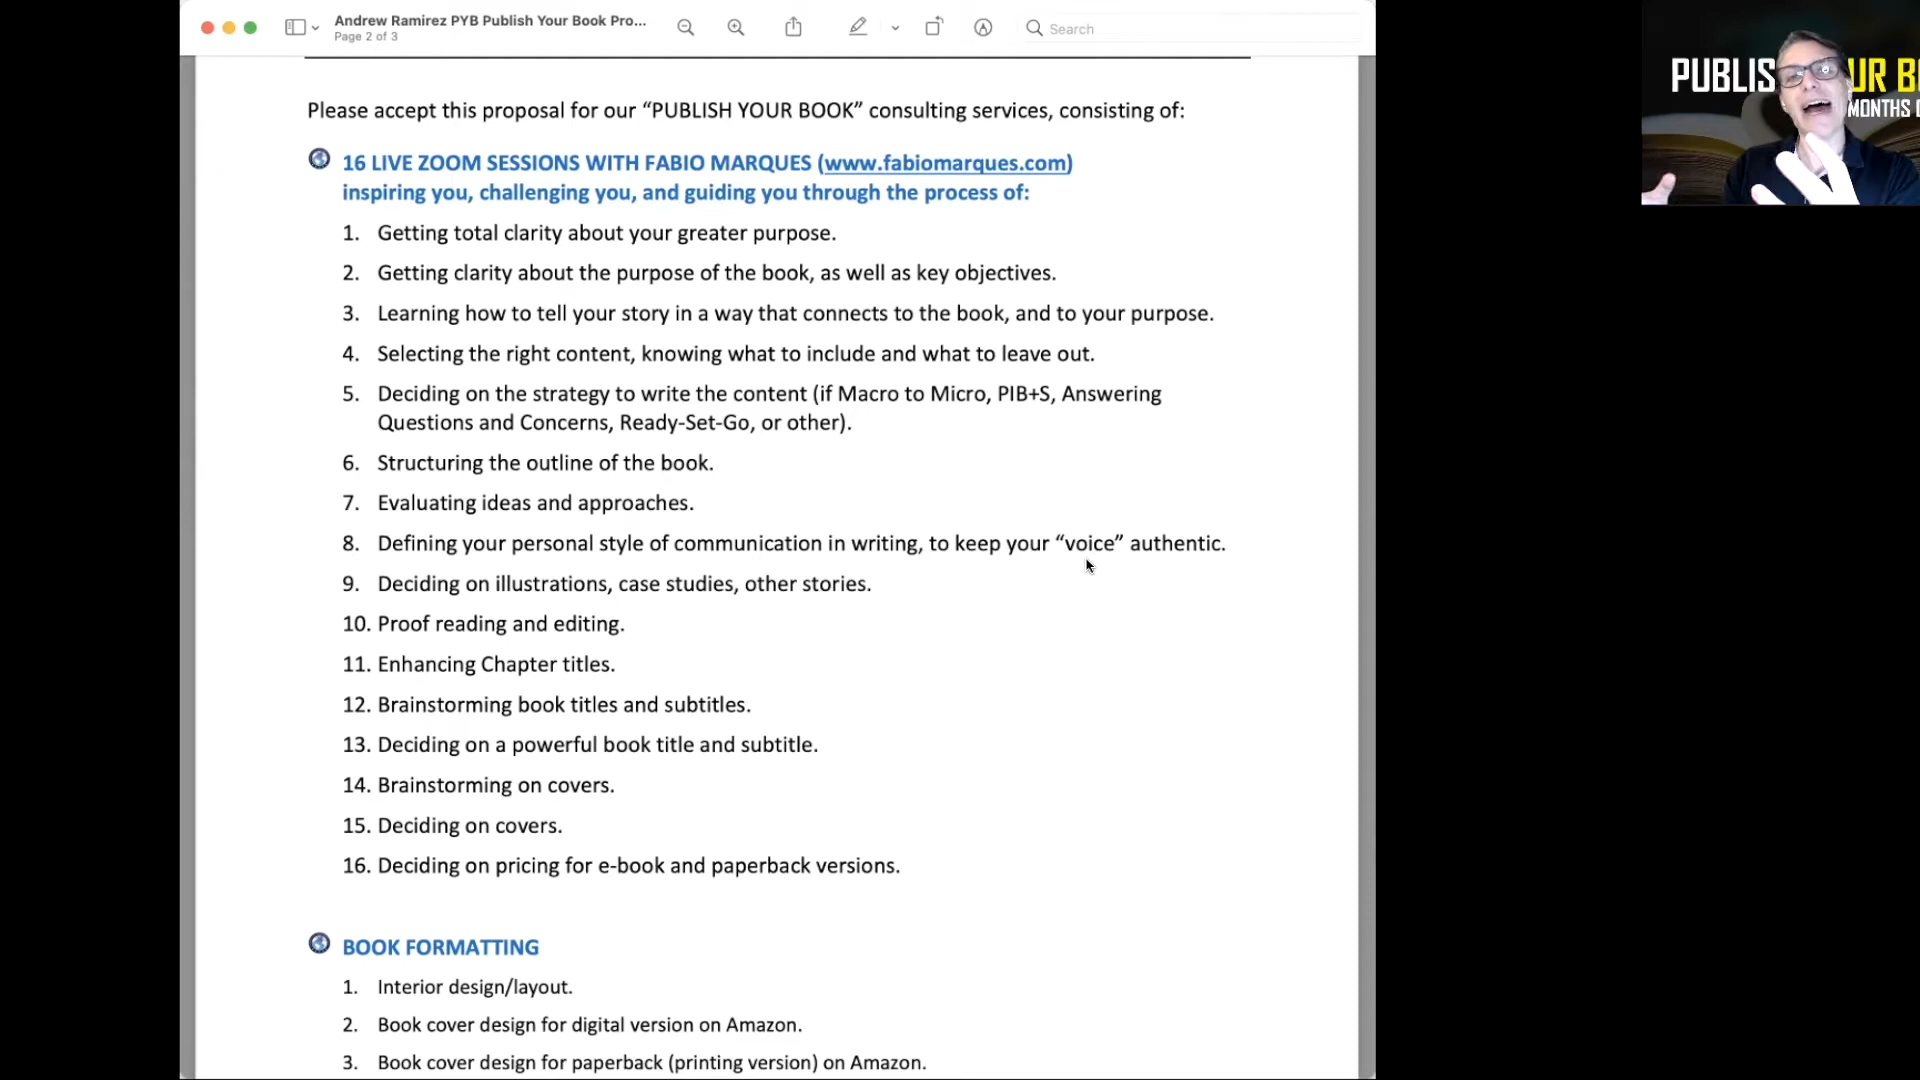 Andrew Ramirez PYB Publish Your Book Pro...
Page 2 of 3
Search
Please accept this proposal for our “PUBLISH YOUR BOOK” consulting services, consisting of:
16 LIVE ZOOM SESSIONS WITH FABIO MARQUES (www.fabiomarques.com)
inspiring you, challenging you, and guiding you through the process of:
1. Getting total clarity about your greater purpose.
2. Getting clarity about the purpose of the book, as well as key objectives.
3. Learning how to tell your story in a way that connects to the book, and to your purpose.
4. Selecting the right content, knowing what to include and what to leave out.
5. Deciding on the strategy to write the content (if Macro to Micro, PIB+S, Answering
Questions and Concerns, Ready-Set-Go, or other).
6. Structuring the outline of the book.
7. Evaluating ideas and approaches.
8. Defining your personal style of communication in writing, to keep your “voice” authentic.
9. Deciding on illustrations, case studies, other stories.
10. Proof reading and editing.
11. Enhancing Chapter titles.
12. Brainstorming book titles and subtitles.
13. Deciding on a powerful book title and subtitle.
14. Brainstorming on covers.
15. Deciding on covers.
16. Deciding on pricing for e-book and paperback versions.
BOOK FORMATTING
1. Interior design/layout.
2. Book cover design for digital version on Amazon.
3. Book cover design for paperback (printing version) on Amazon.
PUBLIS UR B
MONTHS